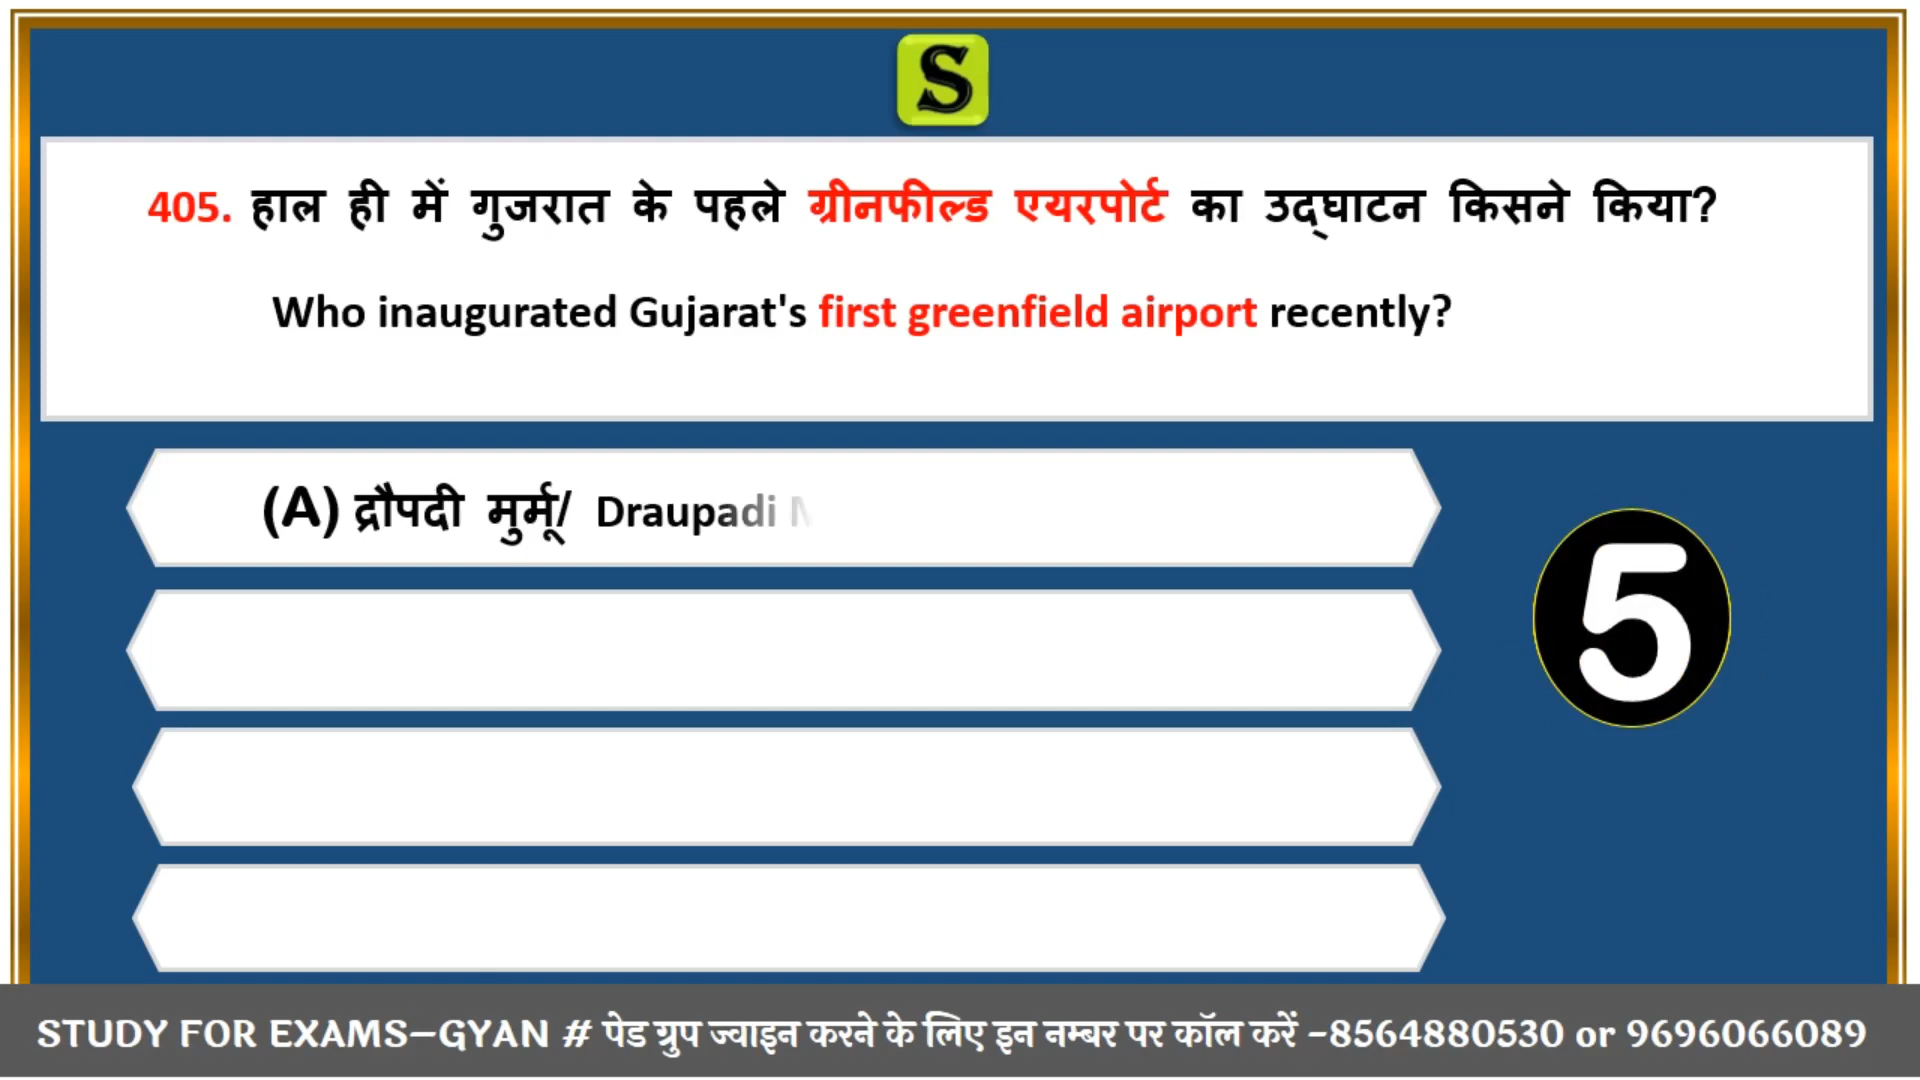 S
405. हाल ही में गुजरात के पहले ग्रीनफील्ड एयरपोर्ट का उद्घाटन किसने किया?
Who inaugurated Gujarat's first greenfield airport recently?
(A) द्रौपदी मुर्मू/ Draupadi
5
STUDY FOR EXAMS–GYAN # पेड ग्रुप ज्वाइन करने के लिए इन नम्बर पर कॉल करें –8564880530 or 9696066089